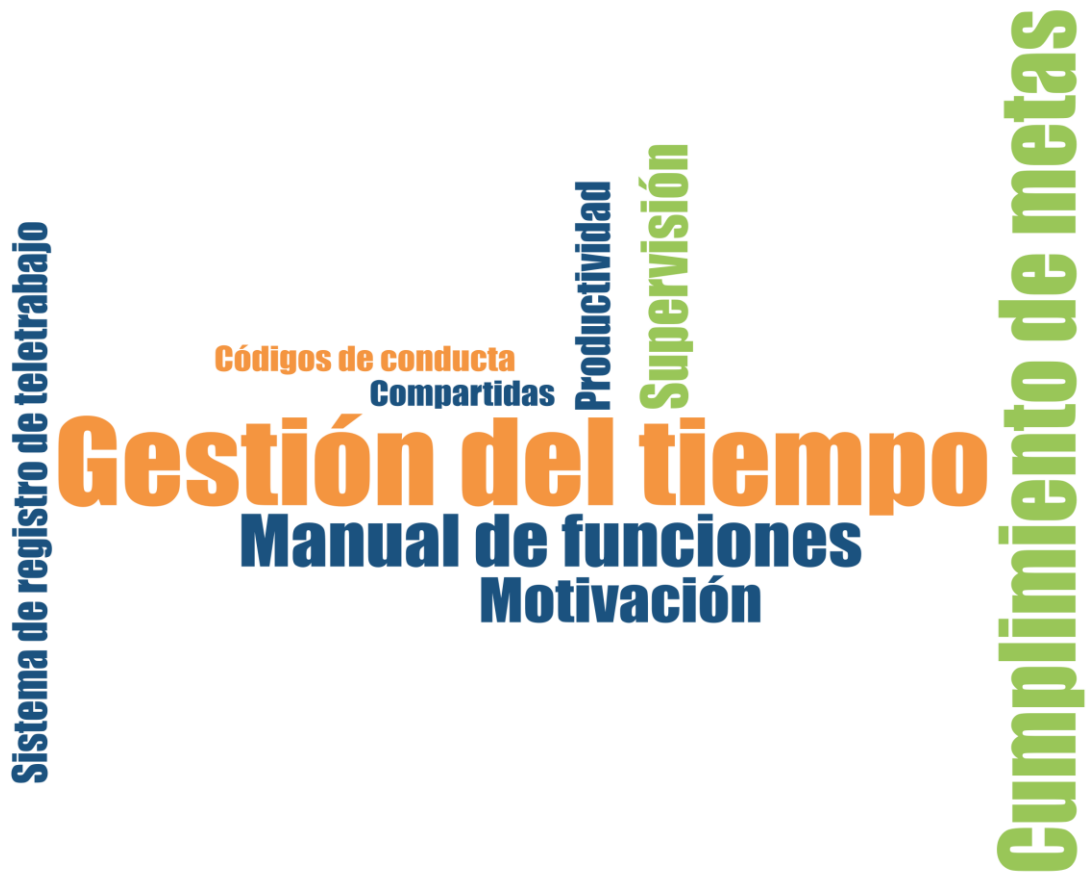 Sistema de registro de teletrabajo
Códigos de conducta
Compartidas
Productividad
Supervisión
Gestión del tiempo
Manual de funciones
Motivación
Cumplimiento de metas